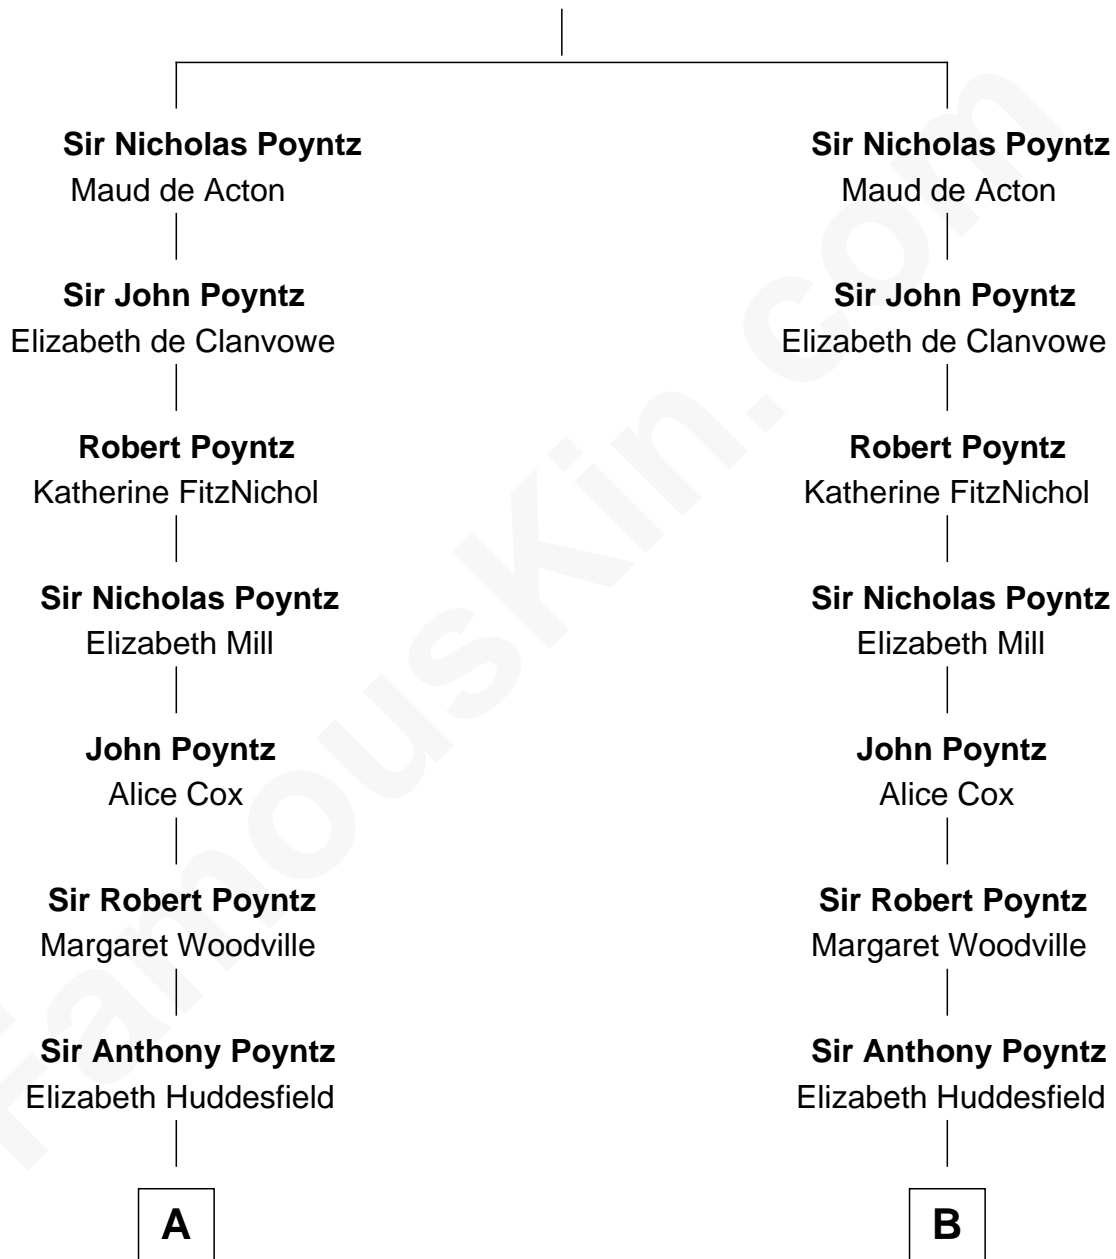 Sir Nicholas Poyntz
Maud de Acton
Sir John Poyntz
Elizabeth de Clanvowe
Robert Poyntz
Katherine FitzNichol
Sir Nicholas Poyntz
Elizabeth Mill
John Poyntz
Alice Cox
Sir Robert Poyntz
Margaret Woodville
Sir Anthony Poyntz
Elizabeth Huddesfield
A
Sir Nicholas Poyntz
Maud de Acton
Sir John Poyntz
Elizabeth de Clanvowe
Robert Poyntz
Katherine FitzNichol
Sir Nicholas Poyntz
Elizabeth Mill
John Poyntz
Alice Cox
Sir Robert Poyntz
Margaret Woodville
Sir Anthony Poyntz
Elizabeth Huddesfield
B
FamousKin.com